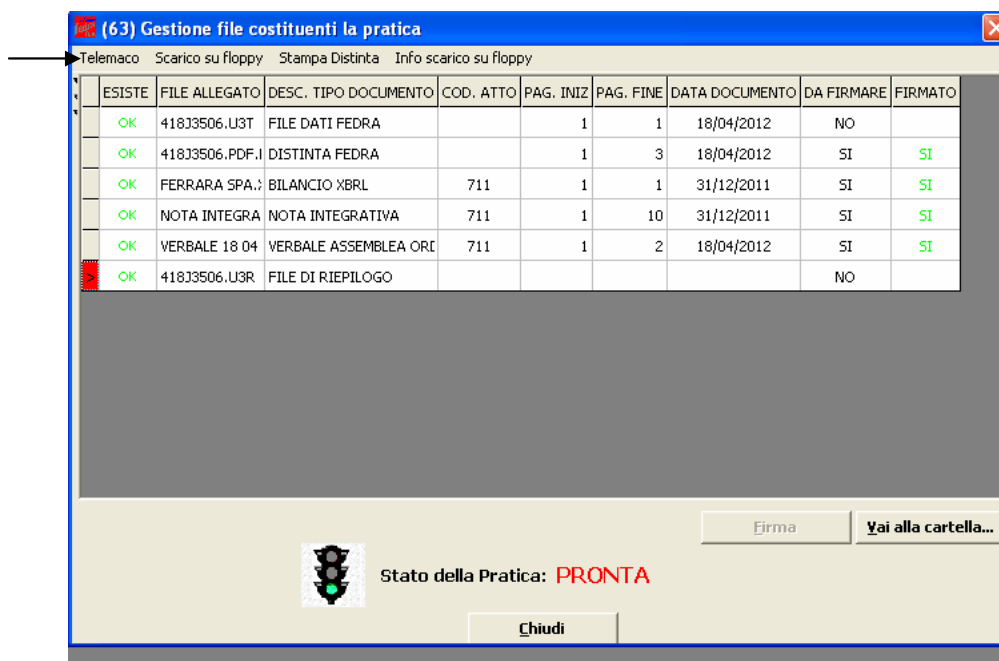 (63) Gestione file costituenti la pratica
Telemaco Scarico su floppy Stampa Distinta Info scarico su floppy
ESISTE FILE ALLEGATO DESC. TIPO DOCUMENTO COD. ATTO PAG. INIZ PAG. FINE DATA DOCUMENTO DA FIRMARE FIRMATO
OK 418J3506.U3T FILE DATI FEDRA 1 1 18/04/2012 NO
OK 418J3506.PDF. DISTINTA FEDRA 1 3 18/04/2012 SI SI
OK FERRARA SPA. BILANCIO XBRL 711 1 1 31/12/2011 SI SI
OK NOTA INTEGRA NOTA INTEGRATIVA 711 1 10 31/12/2011 SI SI
OK VERBALE 18 04 VERBALE ASSEMBLEA ORD 711 1 2 18/04/2012 SI SI
> OK 418J3506.U3R FILE DI RIEPILOGO NO
Firma Vai alla cartella...
Stato della Pratica: PRONTA
Chiudi